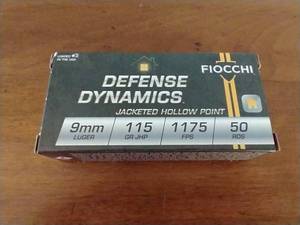 FIOCCHI
DEFENSE
DYNAMICS
JACKETED HOLLOW POINT
9mm 115 1175 50
LUGER GR JHP FPS RDS